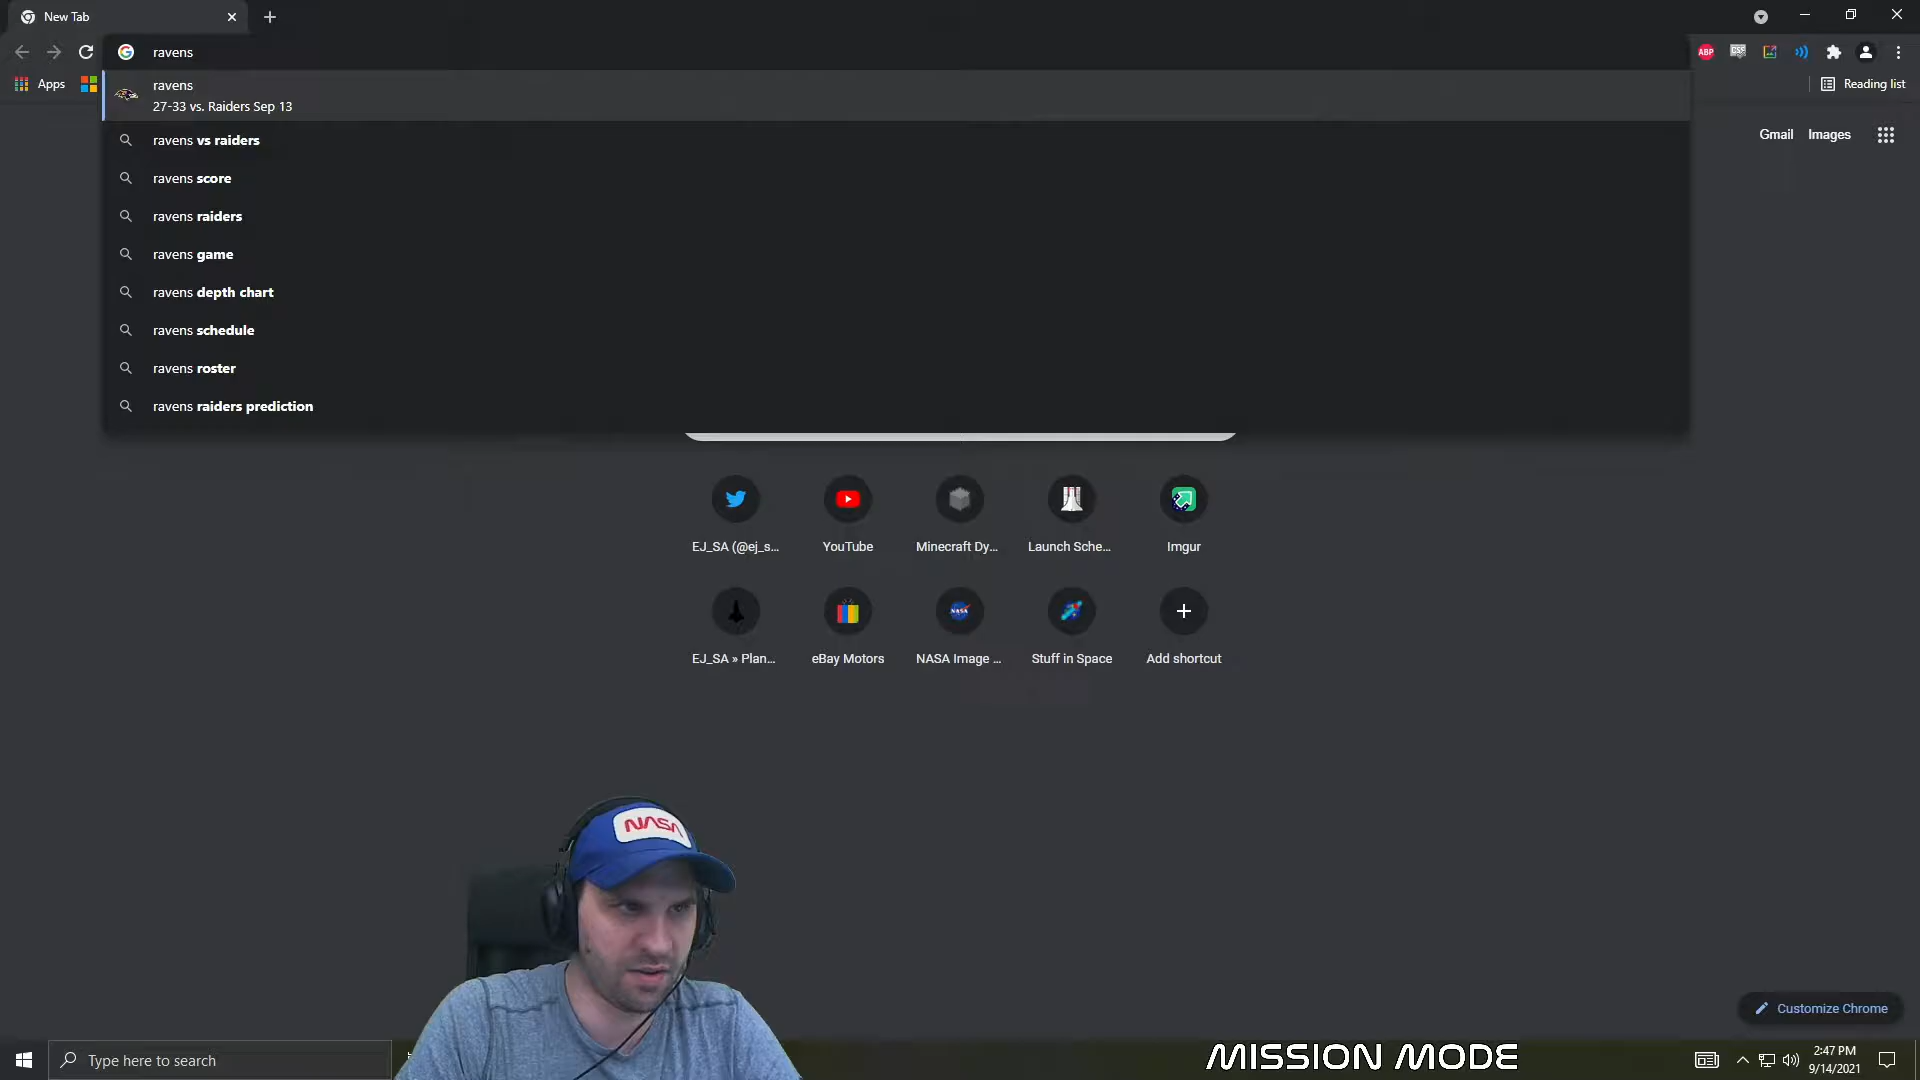 New Tab
ravens
ABP
CSP
Apps
Reading list
ravens
27-33 vs. Raiders Sep 13
Gmail Images
ravens vs raiders
ravens score
ravens raiders
ravens game
ravens depth chart
ravens schedule
ravens roster
ravens raiders prediction
EJ_SA (@ej_s...
YouTube
Minecraft Dy...
Launch Sche...
Imgur
NASA
EJ_SA » Plan...
eBay Motors
NASA Image ...
Stuff in Space
Add shortcut
NASA
Customize Chrome
Type here to search
MISSION MODE
2:47 PM
9/14/2021